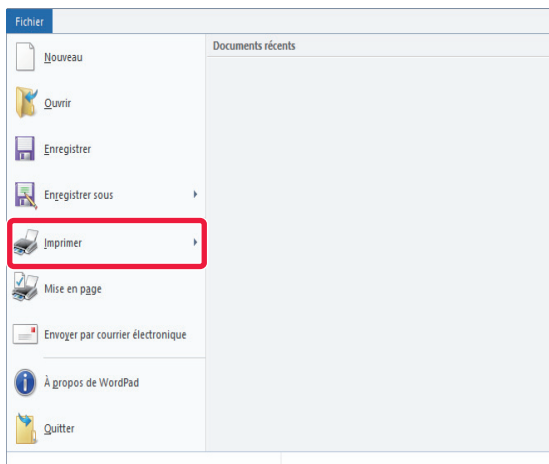 Fichier
Documents récents
Nouveau
Ouvrir
Enregistrer
Enregistrer sous
Imprimer
Mise en page
Envoyer par courrier électronique
À propos de WordPad
Quitter